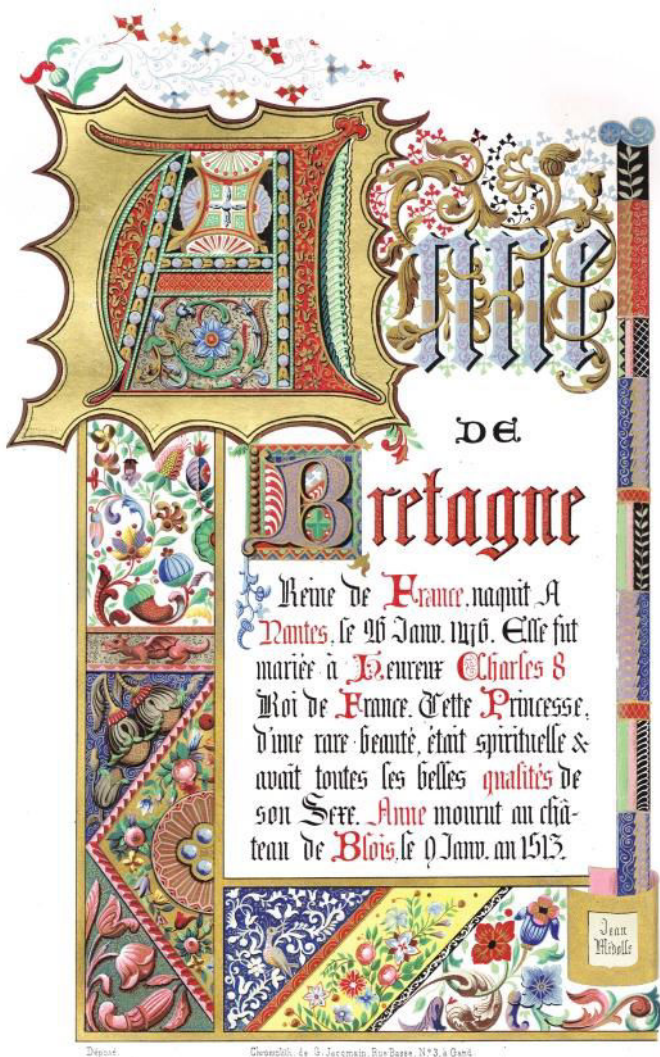 Anne
DE
Bretagne
Reine de France, naquit A
Nantes, le 26 Janv. 1476. Elle fut
mariée à Heureux Charles 8
Roi de France. Cette Princesse,
d'une rare beauté, était spirituelle &
avait toutes les belles qualités de
son Sexe. Anne mourut au châ-
teau de Blois, le 9 Janv. an 1513.
Jean
Midolle
Déposé.
Chromolith. de G. Jacqmain, Rue Basse, N.º 3, à Gand.